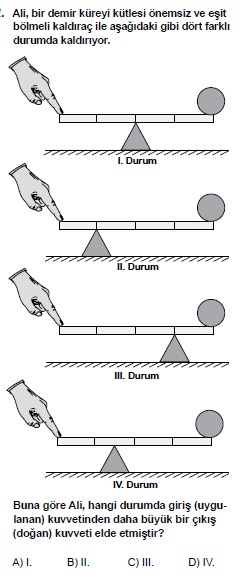 Ali, bir demir küreyi kütlesi önemsiz ve eşit
bölmeli kaldıraç ile aşağıdaki gibi dört farklı
durumda kaldırıyor.
I. Durum
II. Durum
III. Durum
IV. Durum
Buna göre Ali, hangi durumda giriş (uygu-
lanan) kuvvetinden daha büyük bir çıkış
(doğan) kuvveti elde etmiştir?
A) I. B) II. C) III. D) IV.